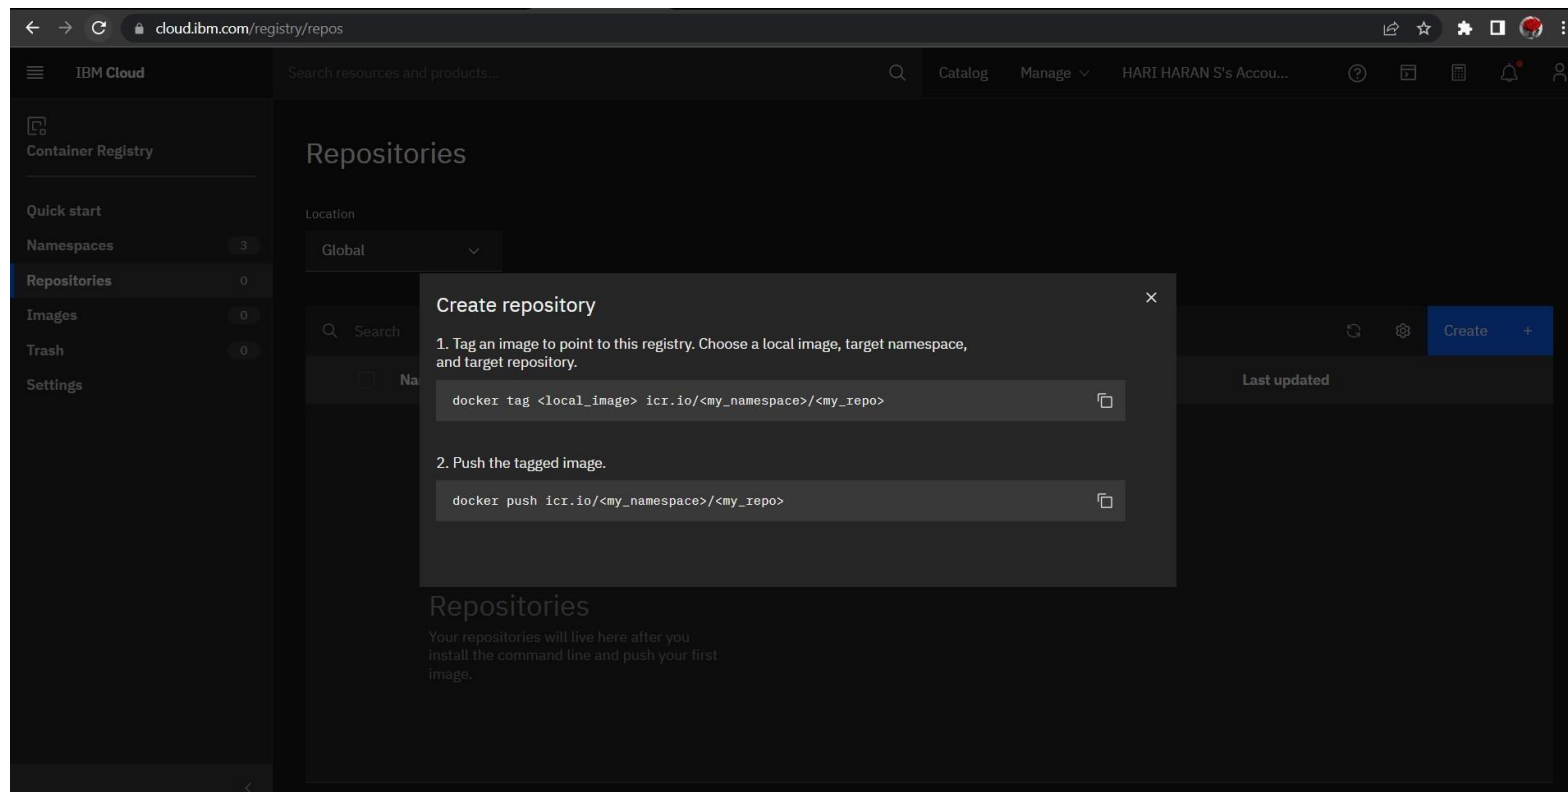 cloud.ibm.com/registry/repos
IBM Cloud
Search resources and products...
Catalog
Manage
HARI HARAN S's Accou...
Container Registry
Quick start
Namespaces 3
Repositories 0
Images 0
Trash 0
Settings
Repositories
Location
Global
Search
Create +
Na
Last updated
Create repository
1. Tag an image to point to this registry. Choose a local image, target namespace,
and target repository.
docker tag <local_image> icr.io/<my_namespace>/<my_repo>
2. Push the tagged image.
docker push icr.io/<my_namespace>/<my_repo>
Repositories
Your repositories will live here after you
install the command line and push your first
image.